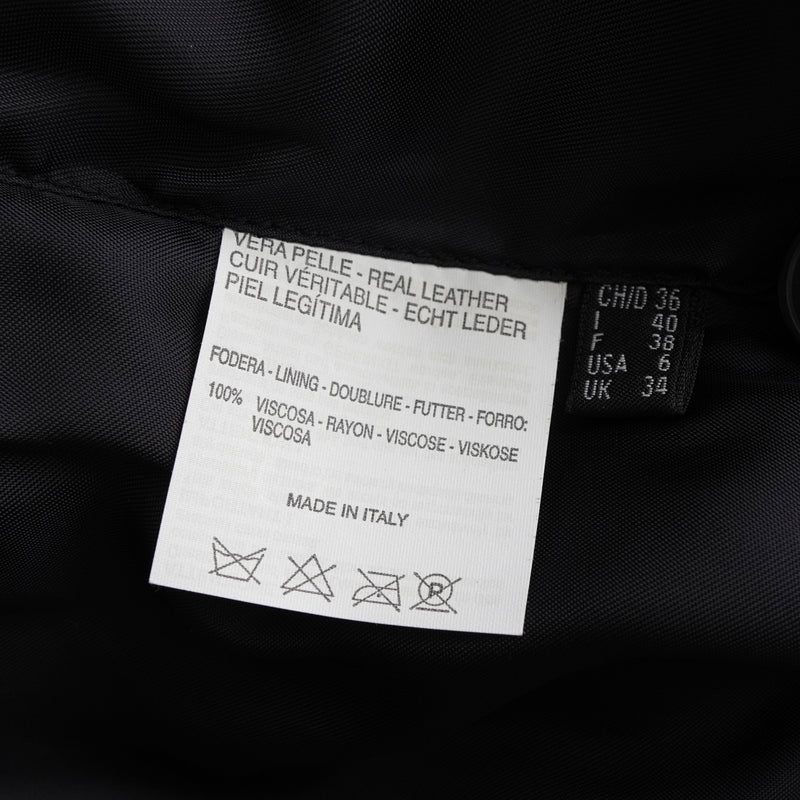 VERA PELLE - REAL LEATHER
CUIR VÉRITABLE - ECHT LEDER
PIEL LEGÍTIMA
FODERA - LINING - DOUBLURE - FUTTER - FORRO:
100% VISCOSA - RAYON - VISCOSE - VISKOSE
VISCOSA
MADE IN ITALY
P
CH/D 36
I 40
F 38
USA 6
UK 34